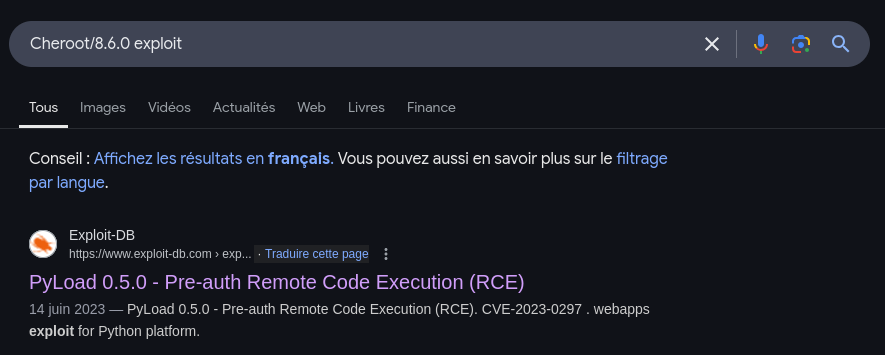 Cheroot/8.6.0 exploit
Tous Images Vidéos Actualités Web Livres Finance
Conseil : Affichez les résultats en français. Vous pouvez aussi en savoir plus sur le filtrage
par langue.
Exploit-DB
https://www.exploit-db.com › exp... · Traduire cette page
PyLoad 0.5.0 - Pre-auth Remote Code Execution (RCE)
14 juin 2023 — PyLoad 0.5.0 - Pre-auth Remote Code Execution (RCE). CVE-2023-0297 . webapps
exploit for Python platform.